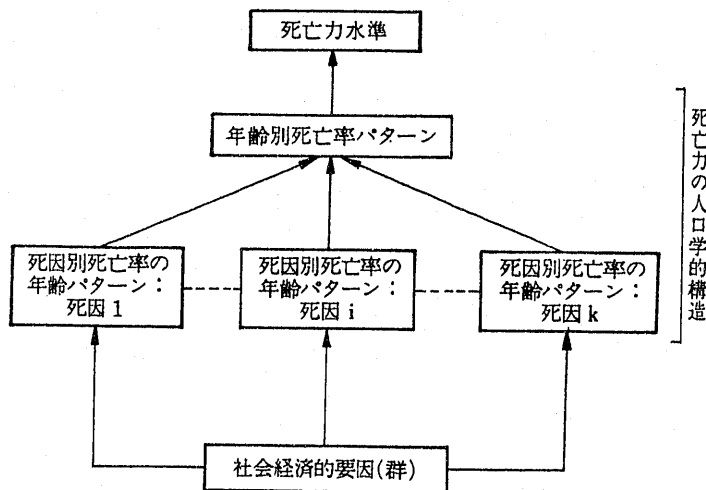 死亡力水準
年齢別死亡率パターン
死亡力の人口学的構造
死因別死亡率の
年齢パターン：
死因1
死因別死亡率の
年齢パターン：
死因i
死因別死亡率の
年齢パターン：
死因k
社会経済的要因(群)